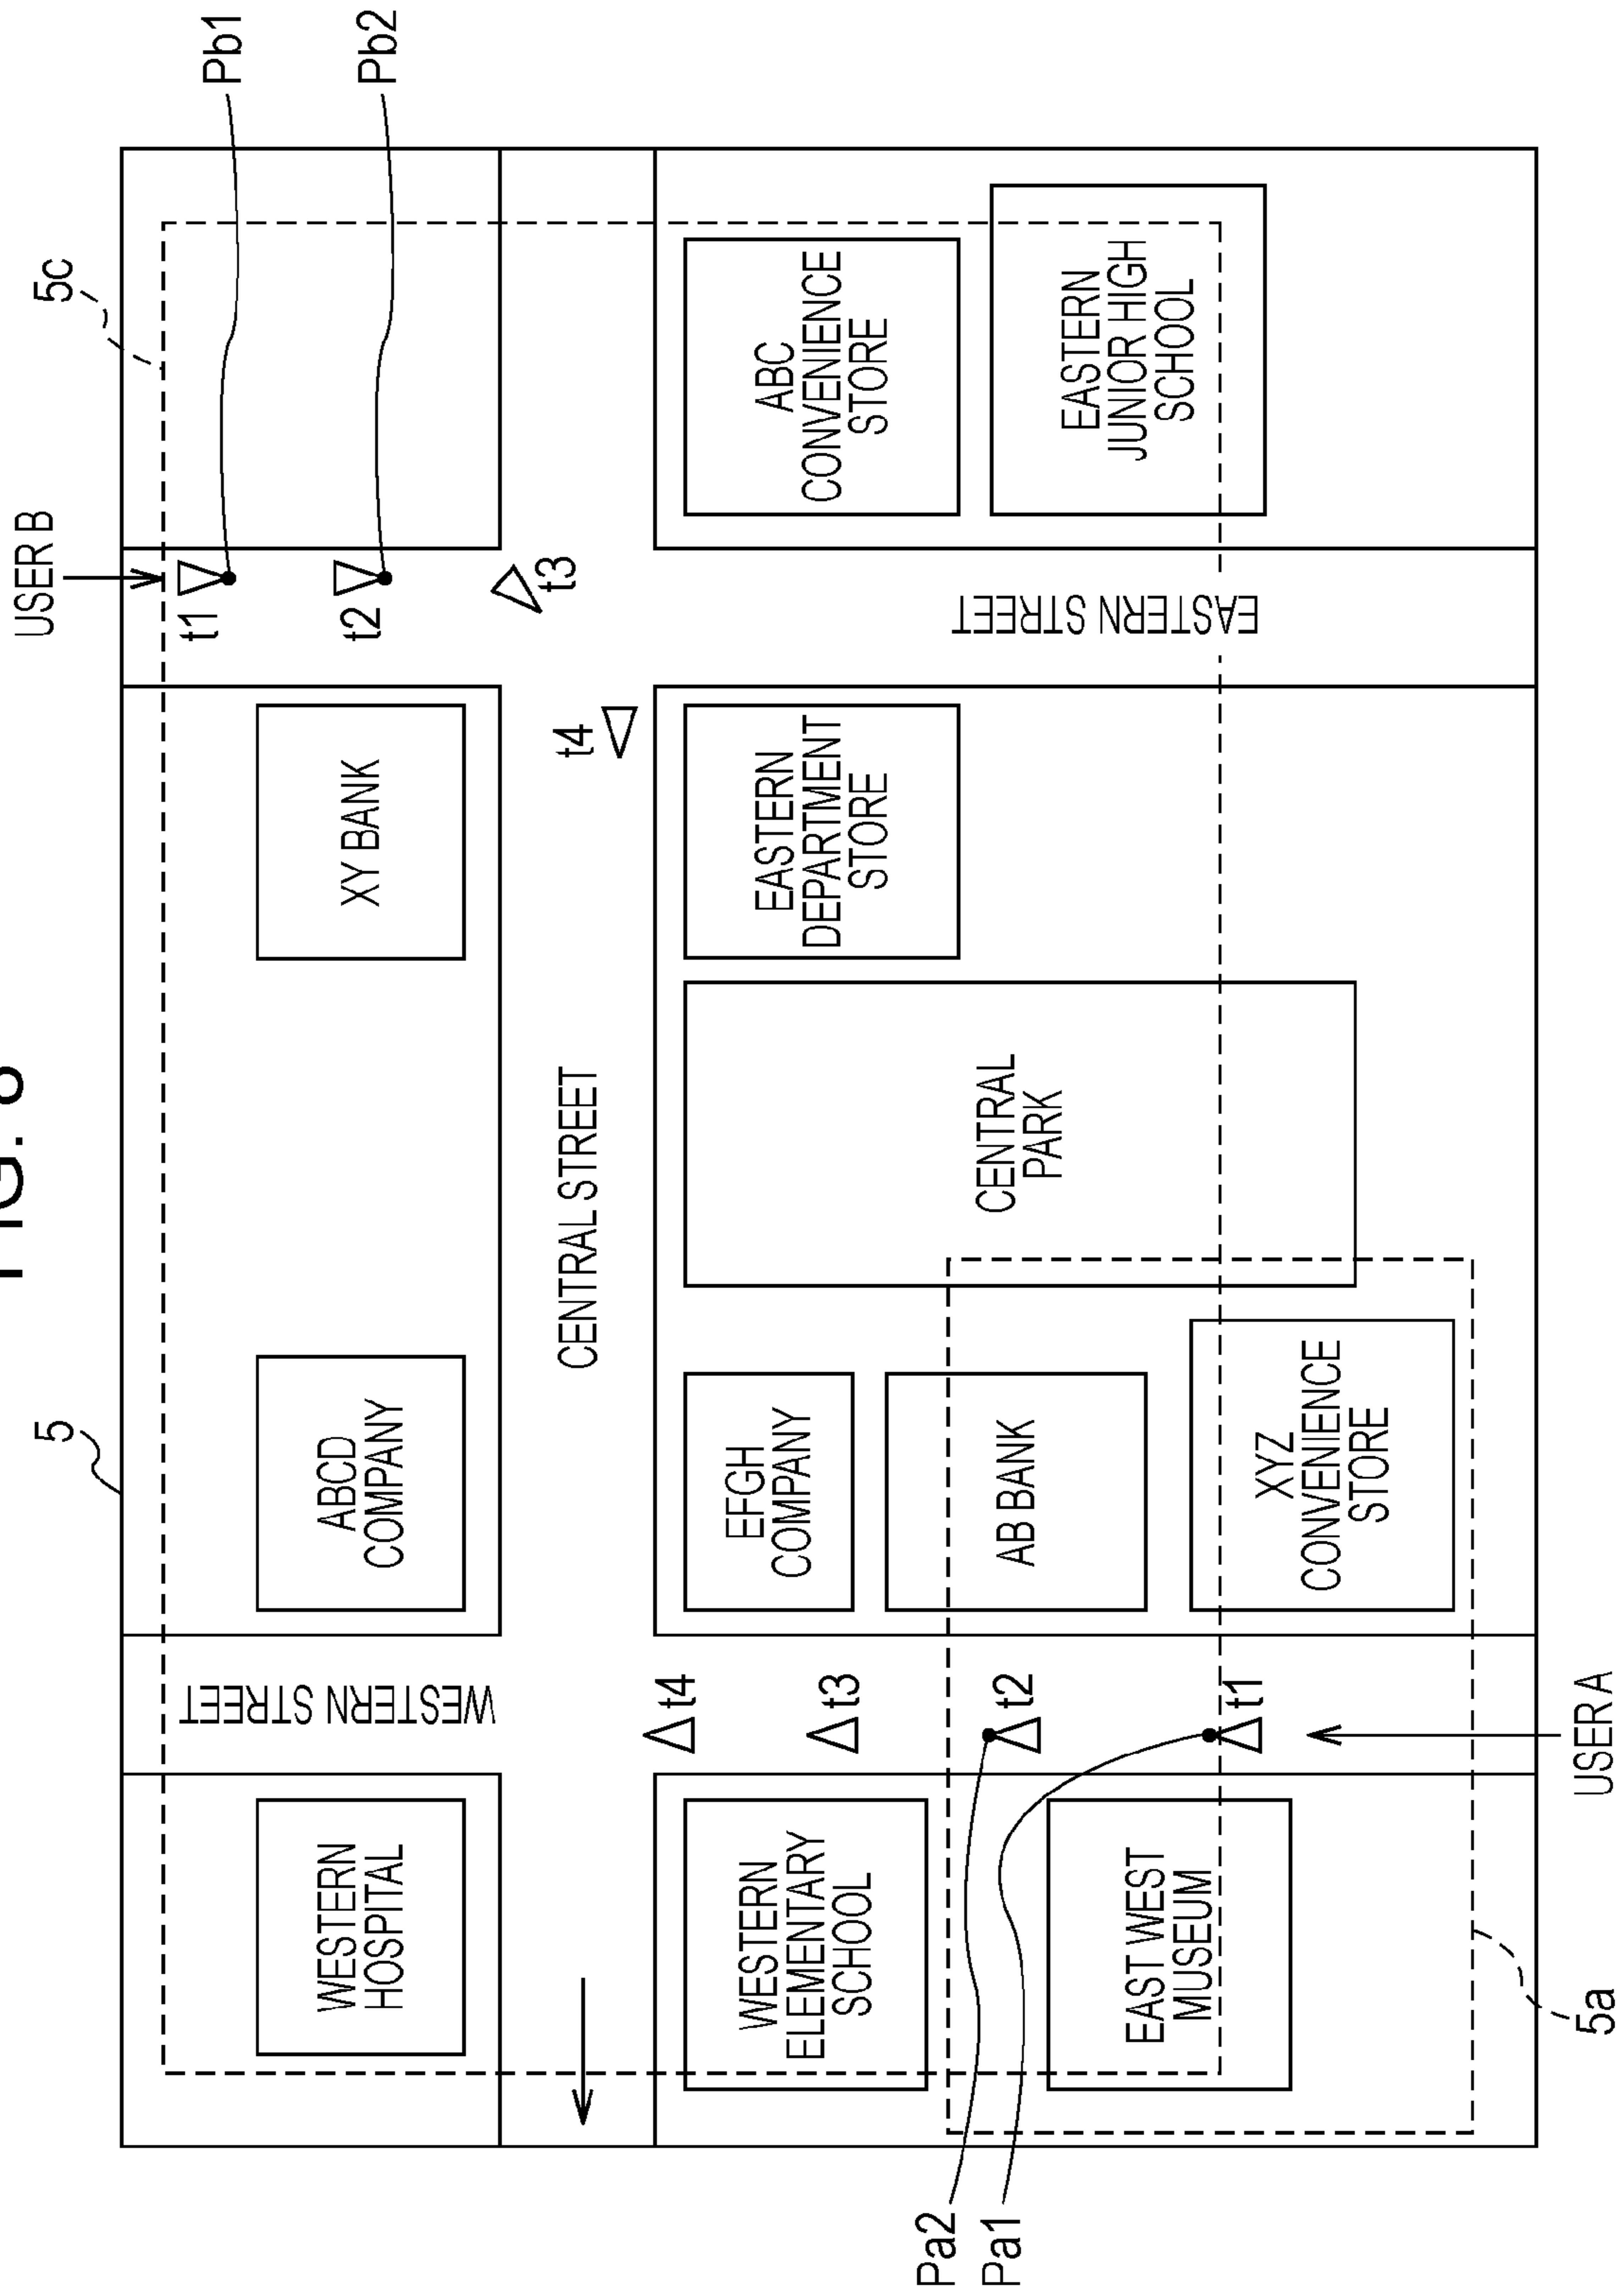 FIG.
USER B
5
5c
Pb1
t1
WESTERN STREET
WESTERN
HOSPITAL
ABCD
COMPANY
XY BANK
t2
Pb2
t3
CENTRAL STREET
t4
t4
WESTERN
ELEMENTARY
SCHOOL
t3
EFGH
COMPANY
EASTERN
DEPARTMENT
STORE
ABC
CONVENIENCE
STORE
Pa2
Pa1
t2
AB BANK
CENTRAL
PARK
EASTERN STREET
EASTERN
JUNIOR HIGH
SCHOOL
EAST WEST
MUSEUM
t1
XYZ
CONVENIENCE
STORE
5a
USER A